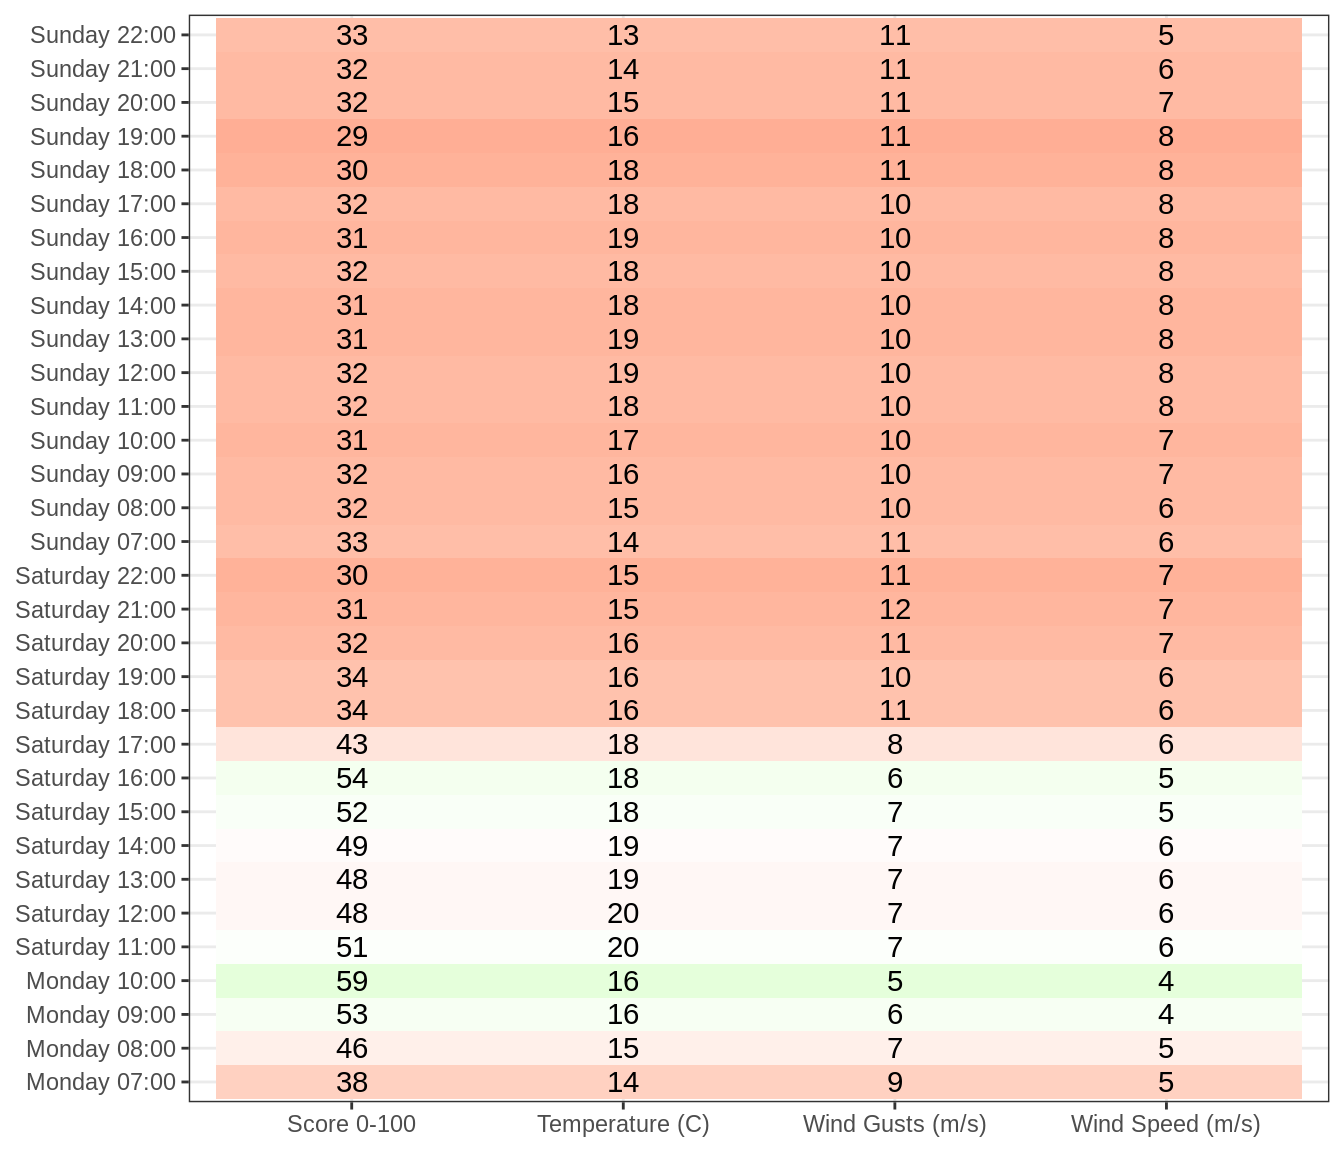 Sunday 22:00 33 13 11 5
Sunday 21:00 32 14 11 6
Sunday 20:00 32 15 11 7
Sunday 19:00 29 16 11 8
Sunday 18:00 30 18 11 8
Sunday 17:00 32 18 10 8
Sunday 16:00 31 19 10 8
Sunday 15:00 32 18 10 8
Sunday 14:00 31 18 10 8
Sunday 13:00 31 19 10 8
Sunday 12:00 32 19 10 8
Sunday 11:00 32 18 10 8
Sunday 10:00 31 17 10 7
Sunday 09:00 32 16 10 7
Sunday 08:00 32 15 10 6
Sunday 07:00 33 14 11 6
Saturday 22:00 30 15 11 7
Saturday 21:00 31 15 12 7
Saturday 20:00 32 16 11 7
Saturday 19:00 34 16 10 6
Saturday 18:00 34 16 11 6
Saturday 17:00 43 18 8 6
Saturday 16:00 54 18 6 5
Saturday 15:00 52 18 7 5
Saturday 14:00 49 19 7 6
Saturday 13:00 48 19 7 6
Saturday 12:00 48 20 7 6
Saturday 11:00 51 20 7 6
Monday 10:00 59 16 5 4
Monday 09:00 53 16 6 4
Monday 08:00 46 15 7 5
Monday 07:00 38 14 9 5
Score 0-100 Temperature (C) Wind Gusts (m/s) Wind Speed (m/s)